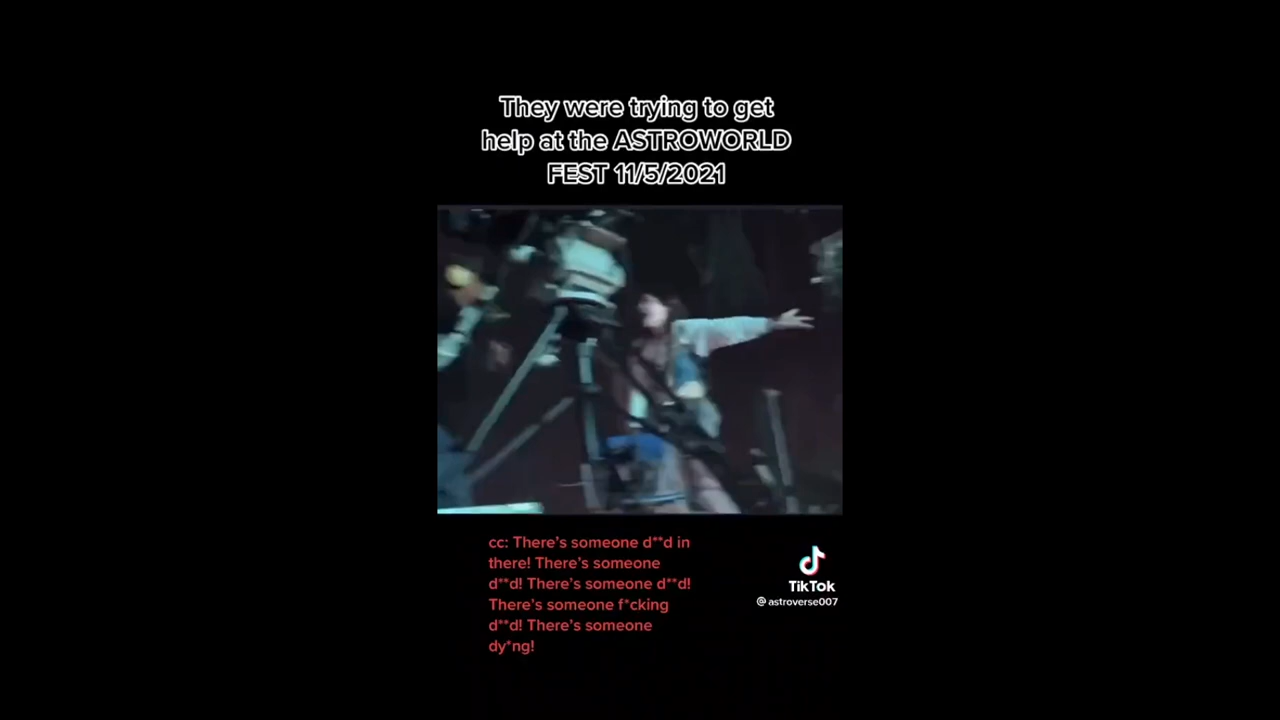 They were trying to get
help at the ASTROWORLD
FEST 11/5/2021
cc: There's someone d**d in
there! There's someone
d**d! There's someone d**d!
There's someone f*cking
d**d! There's someone
dy*ng!
TikTok
@astroverse007